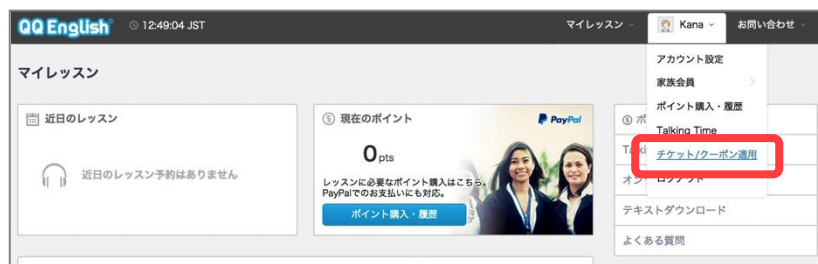 QQ English 12:49:04 JST
マイレッスン Kana お問い合わせ
アカウント設定
家族会員
ポイント購入・履歴
Talking Time
チケット/クーポン適用
ログアウト
マイレッスン
近日のレッスン
近日のレッスン予約はありません
現在のポイント
PayPal
0pts
レッスンに必要なポイント購入はこちら。
PayPalでのお支払いにも対応。
ポイント購入・履歴
テキストダウンロード
よくある質問